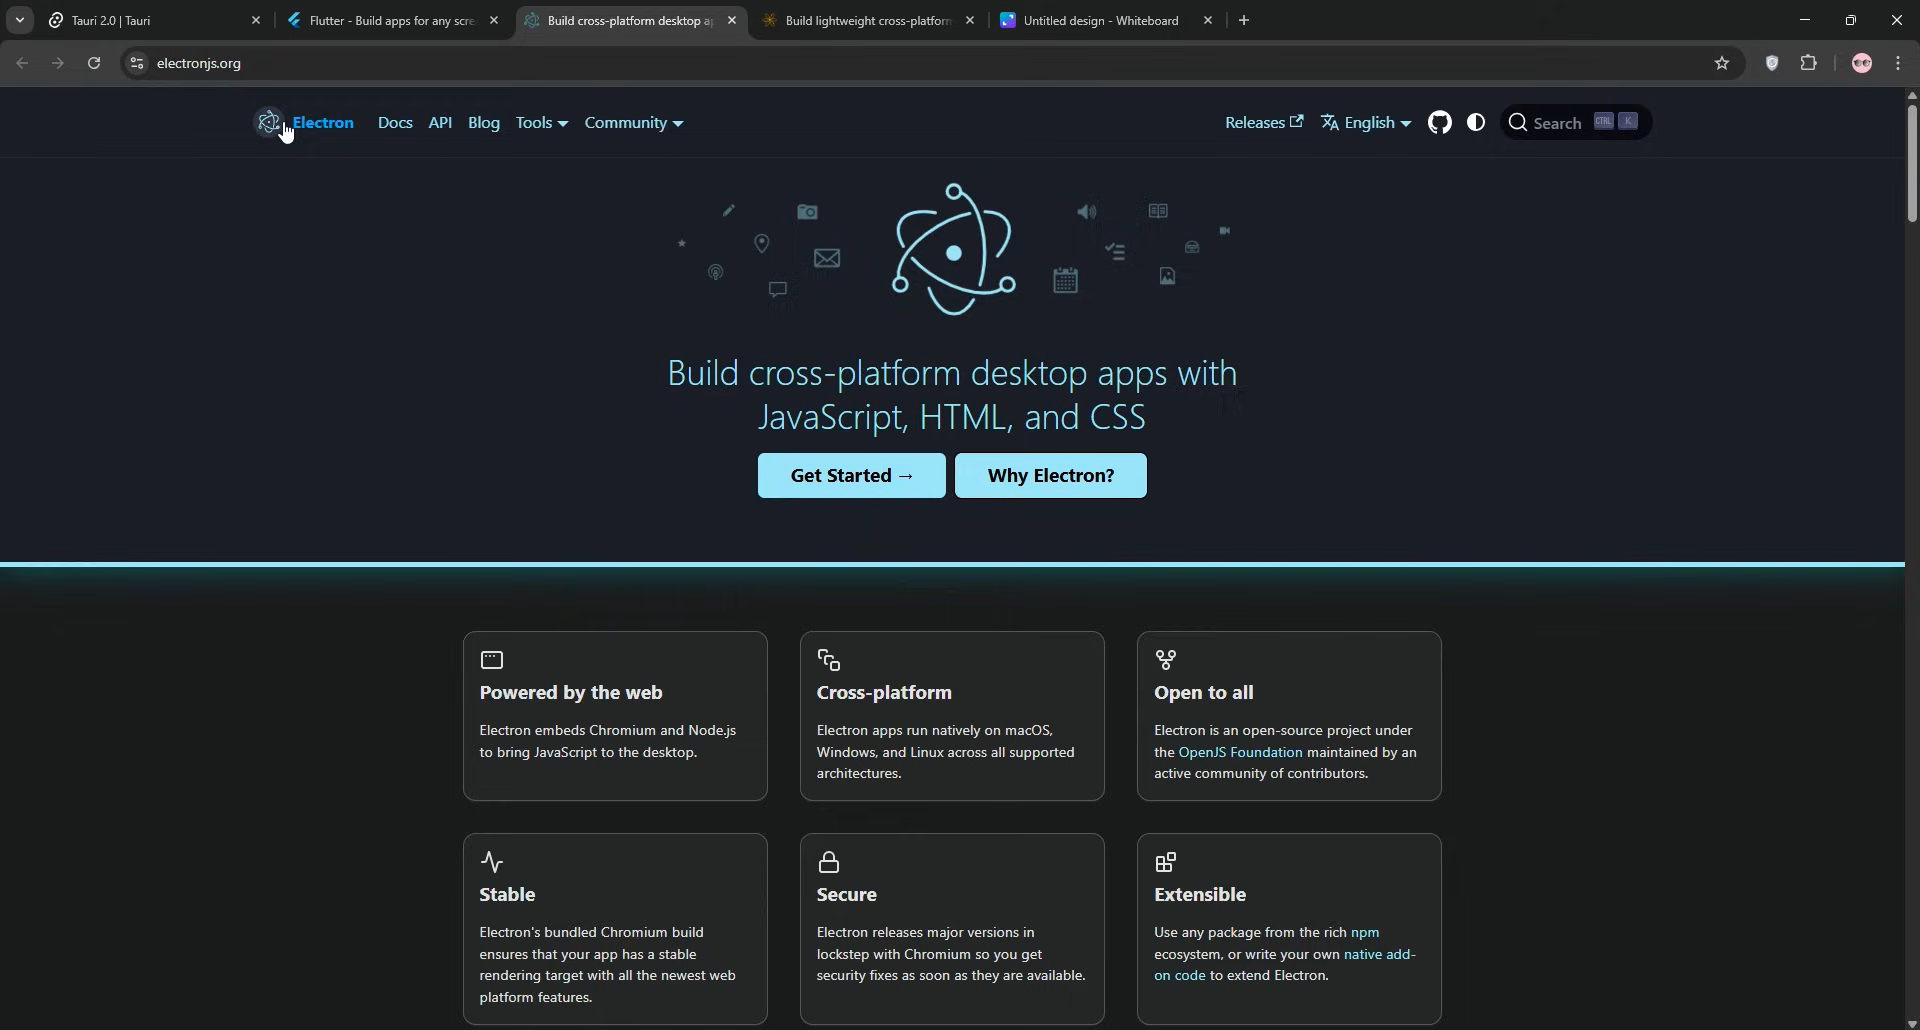 Tauri 2.0 | Tauri
Flutter - Build apps for any scre
Build cross-platform desktop a
Build lightweight cross-platform
Untitled design - Whiteboard
electronjs.org
Electron
Docs
API
Blog
Tools
Community
Releases
English
Search
CTRL
K
Build cross-platform desktop apps with
JavaScript, HTML, and CSS
Get Started →
Why Electron?
Powered by the web
Electron embeds Chromium and Node.js
to bring JavaScript to the desktop.
Cross-platform
Electron apps run natively on macOS,
Windows, and Linux across all supported
architectures.
Open to all
Electron is an open-source project under
the OpenJS Foundation maintained by an
active community of contributors.
Stable
Electron's bundled Chromium build
ensures that your app has a stable
rendering target with all the newest web
platform features.
Secure
Electron releases major versions in
lockstep with Chromium so you get
security fixes as soon as they are available.
Extensible
Use any package from the rich npm
ecosystem, or write your own native add-
on code to extend Electron.